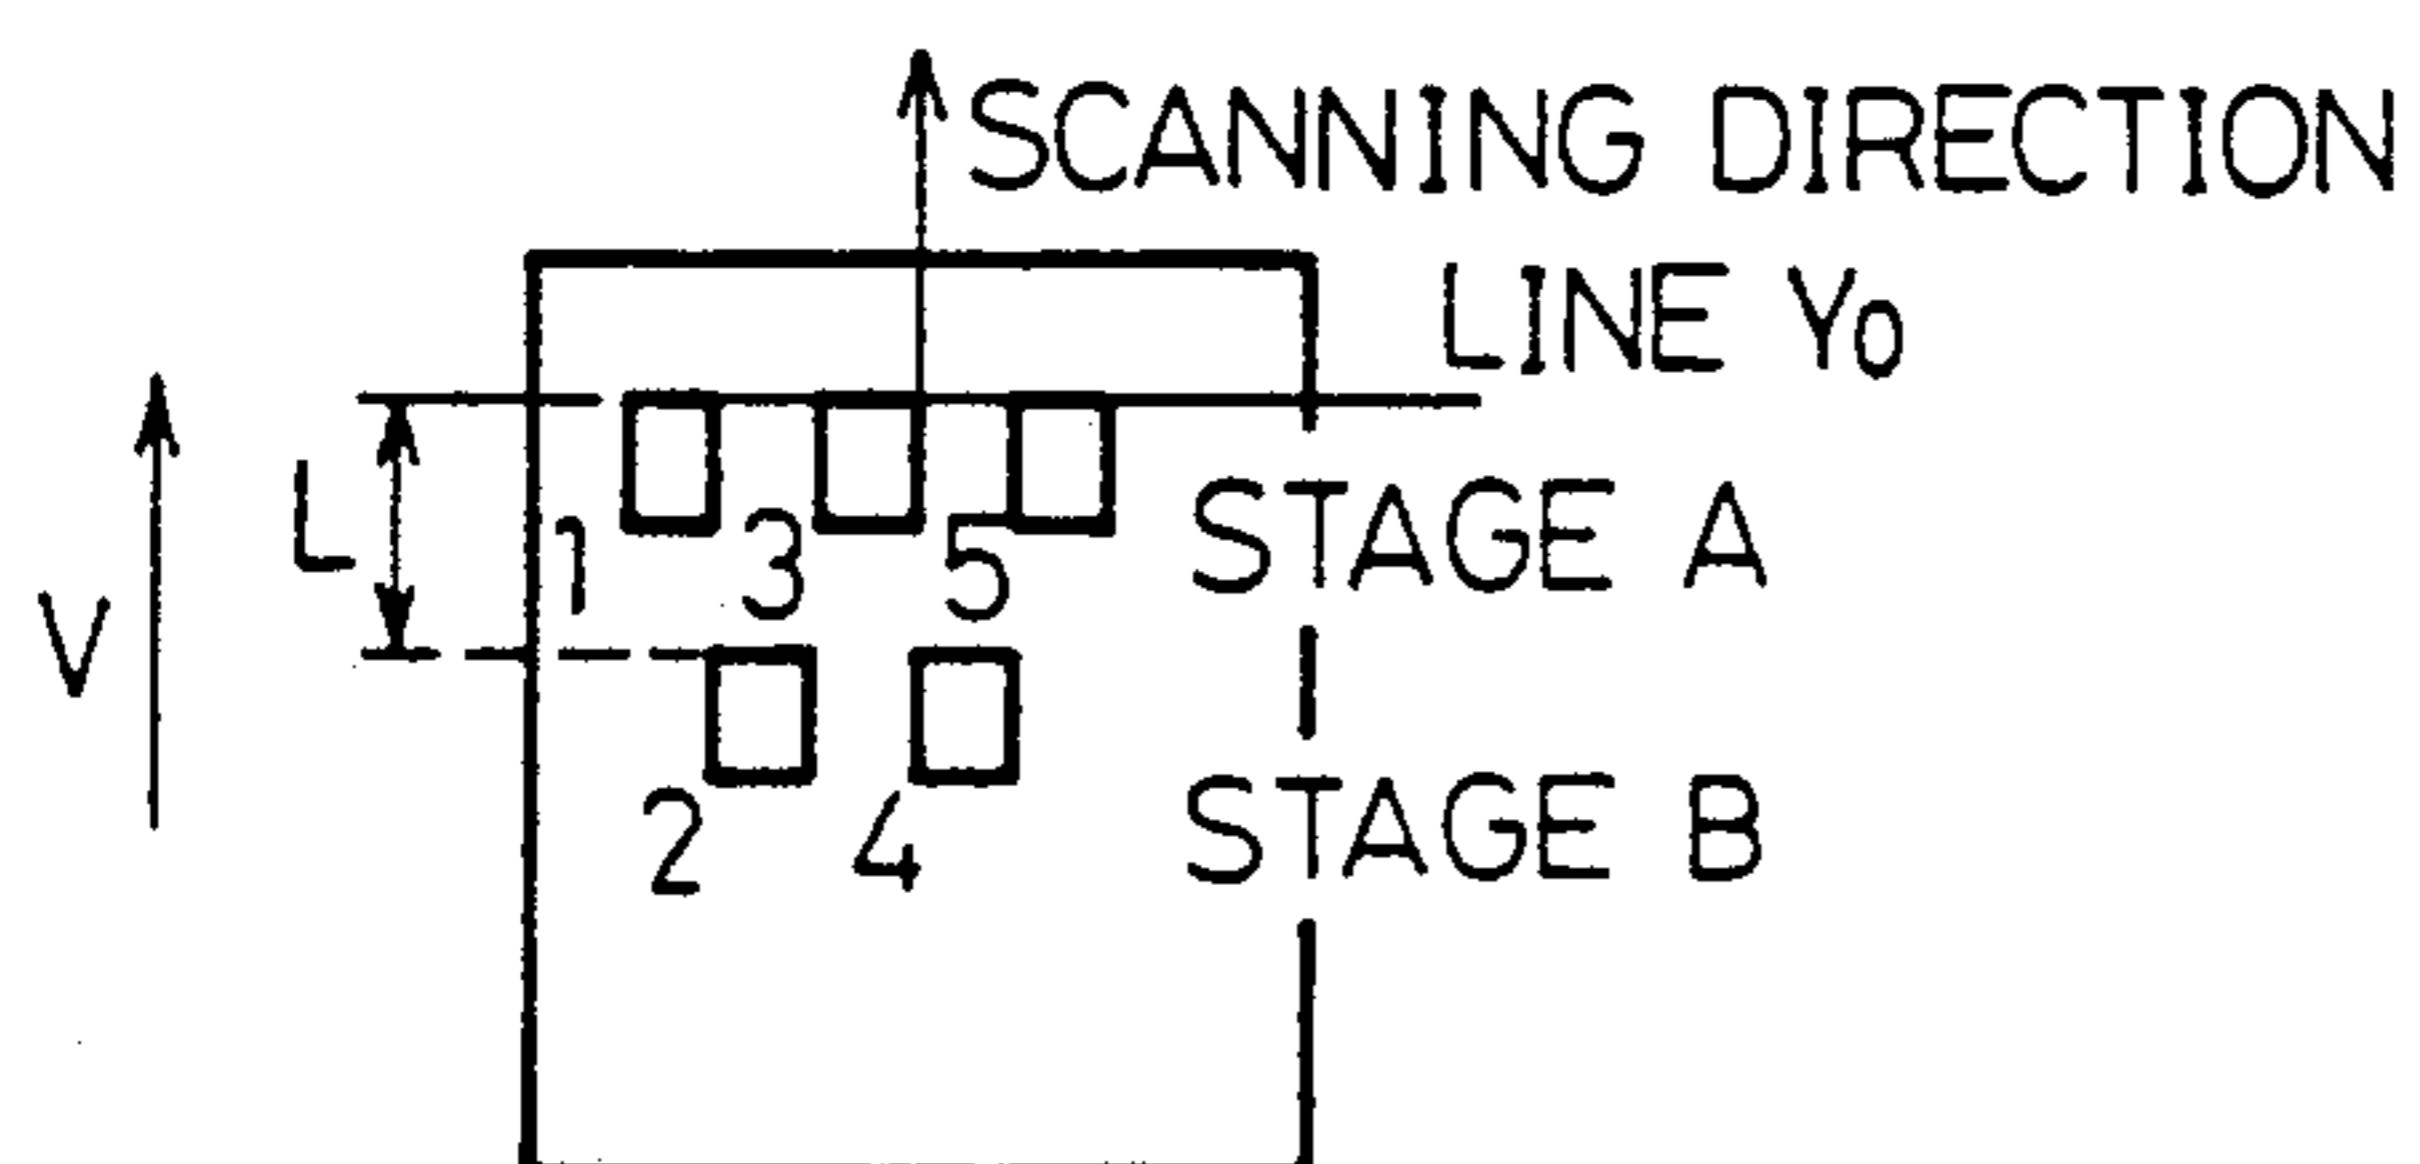 SCANNING DIRECTION
LINE Y0
L
1 3 5 STAGE A
V
2 4 STAGE B